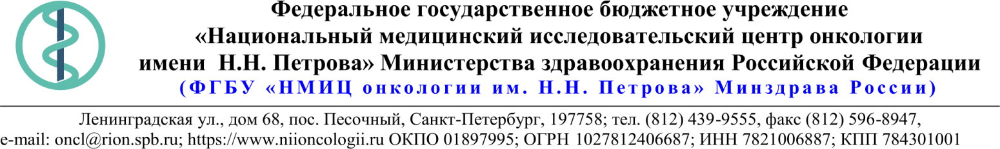 Федеральное государственное бюджетное учреждение
«Национальный медицинский исследовательский центр онкологии
имени Н.Н. Петрова» Министерства здравоохранения Российской Федерации
(ФГБУ «НМИЦ онкологии им. Н.Н. Петрова» Минздрава России)
Ленинградская ул., дом 68, пос. Песочный, Санкт-Петербург, 197758; тел. (812) 439-9555, факс (812) 596-8947,
e-mail: oncl@rion.spb.ru; https://www.niioncologii.ru ОКПО 01897995; ОГРН 1027812406687; ИНН 7821006887; КПП 784301001